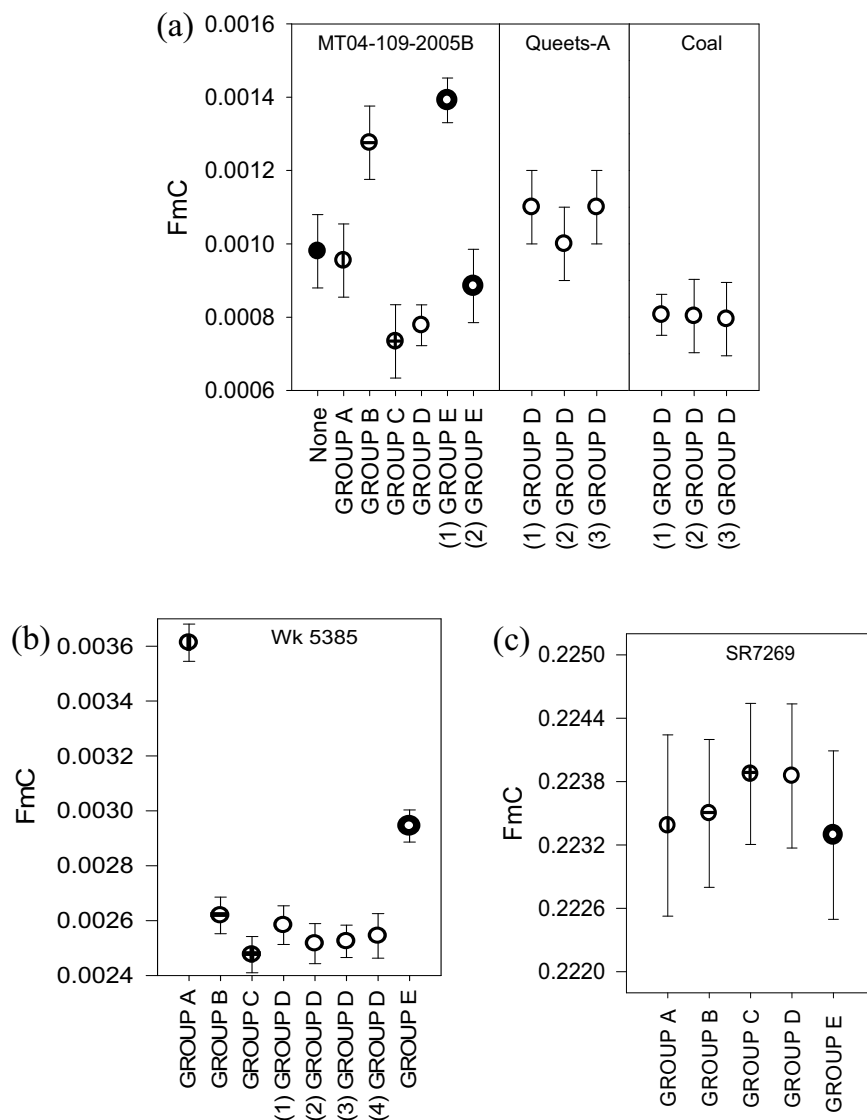 (a)
MT04-109-2005B
Queets-A
Coal
FmC
0.0016
0.0014
0.0012
0.0010
0.0008
0.0006
None
GROUP A
GROUP B
GROUP C
GROUP D
(1) GROUP E
(2) GROUP E
(1) GROUP D
(2) GROUP D
(3) GROUP D
(1) GROUP D
(2) GROUP D
(3) GROUP D
(b)
Wk 5385
FmC
0.0036
0.0034
0.0032
0.0030
0.0028
0.0026
0.0024
GROUP A
GROUP B
GROUP C
(1) GROUP D
(2) GROUP D
(3) GROUP D
(4) GROUP D
GROUP E
(c)
SR7269
FmC
0.2250
0.2244
0.2238
0.2232
0.2226
0.2220
GROUP A
GROUP B
GROUP C
GROUP D
GROUP E